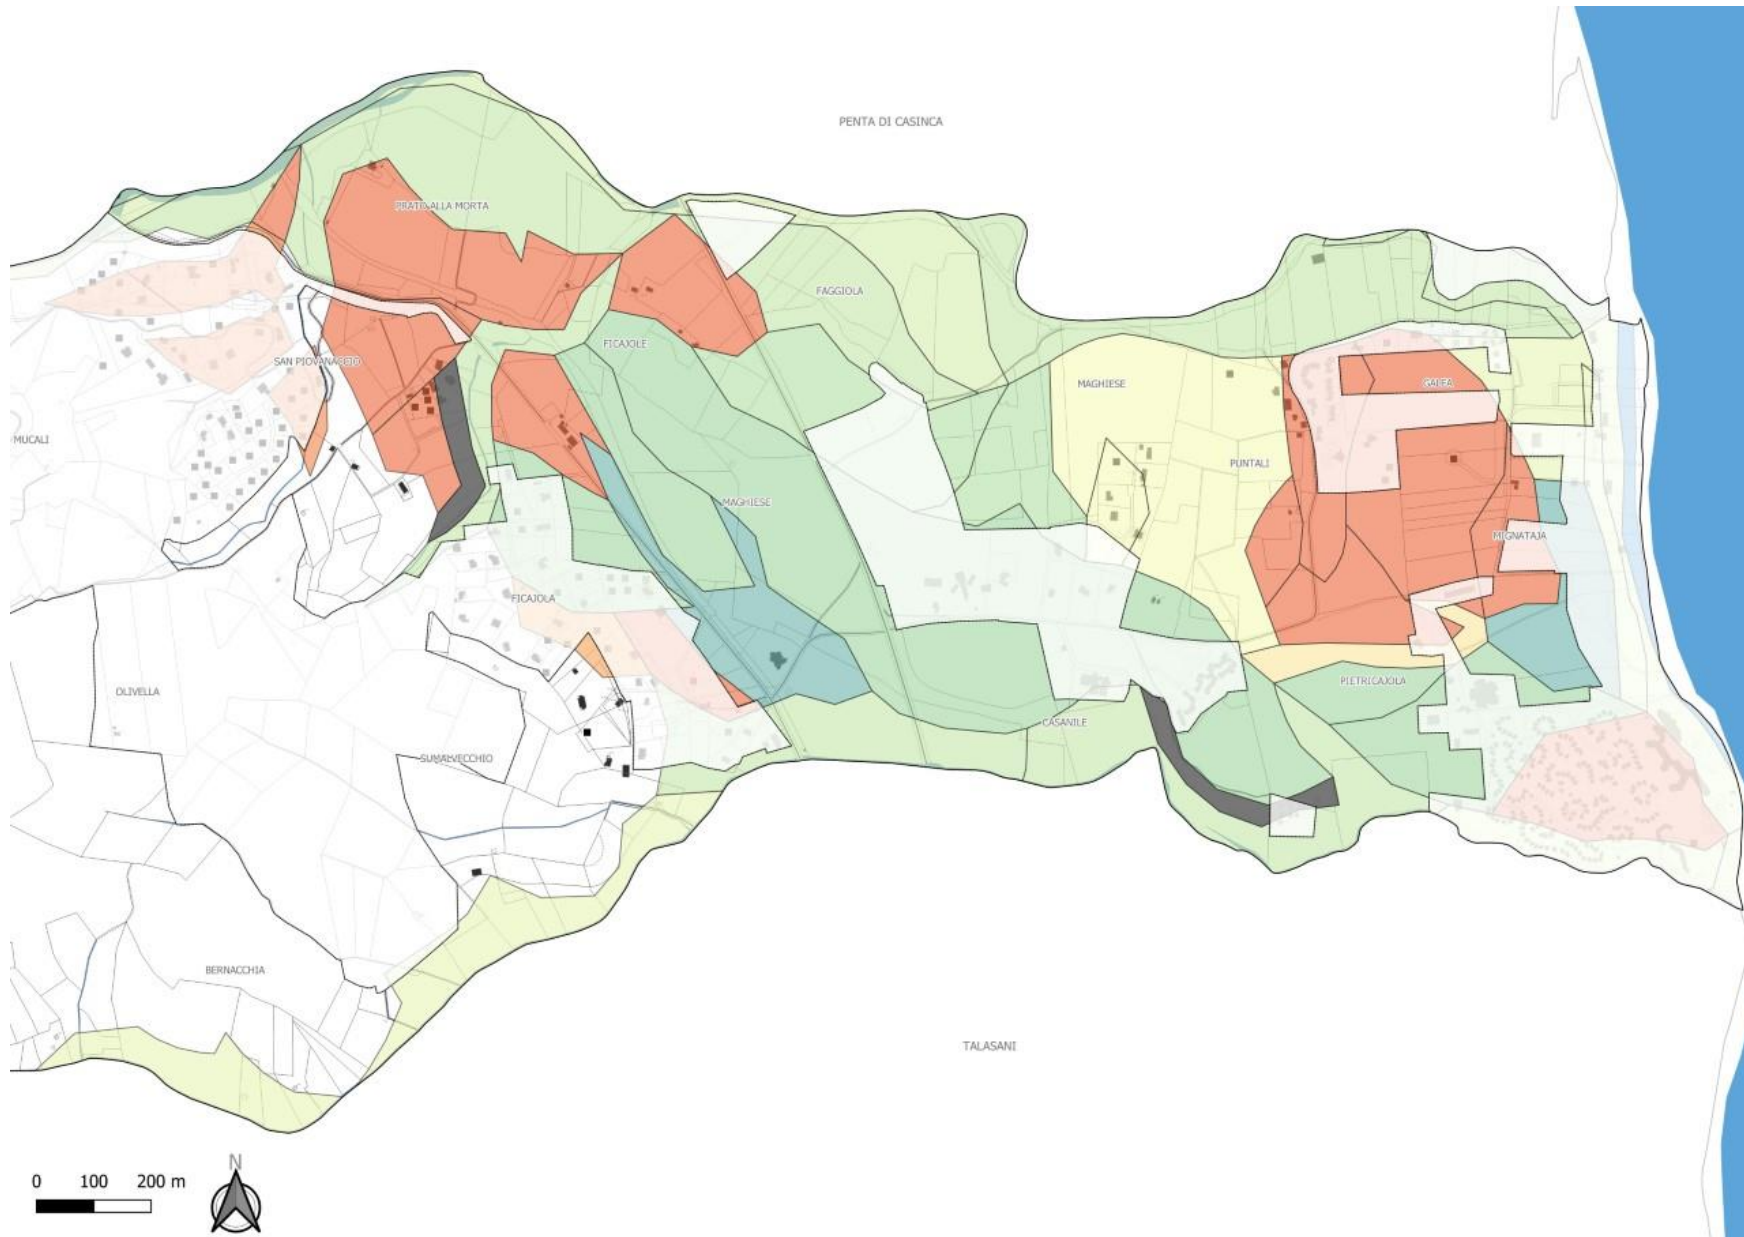 PENTA DI CASINCA
PRATO ALLA MORTA
FAGGIOLA
FICAJOLE
SAN PIOVANACCIO
MAGHIESE
GALEA
MUCALI
PUNTALI
MAGHIESE
MIGNATAJA
FICAJOLA
PIETRICAJOLA
OLIVELLA
CASANILE
SUMALVECCHIO
BERNACCHIA
TALASANI
N
0 100 200 m